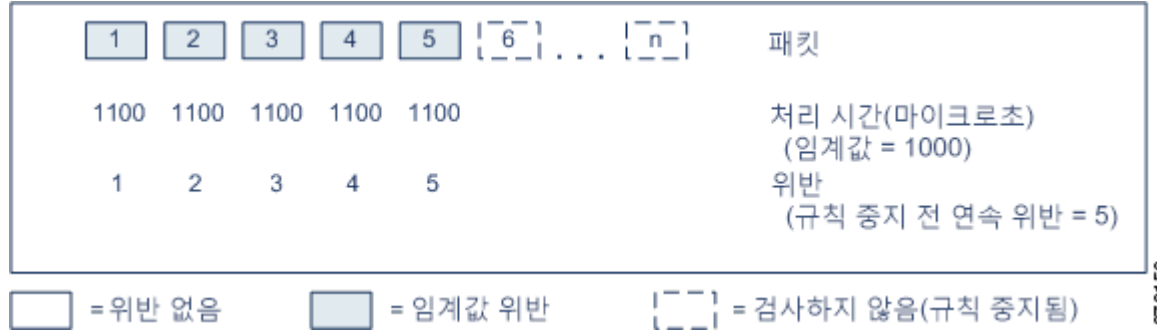 1 2 3 4 5 6 . . . n 패킷
1100 1100 1100 1100 1100 처리 시간(마이크로초)
(임계값 = 1000)
1 2 3 4 5 위반
(규칙 중지 전 연속 위반 = 5)
=위반 없음 = 임계값 위반 = 검사하지 않음(규칙 중지됨)